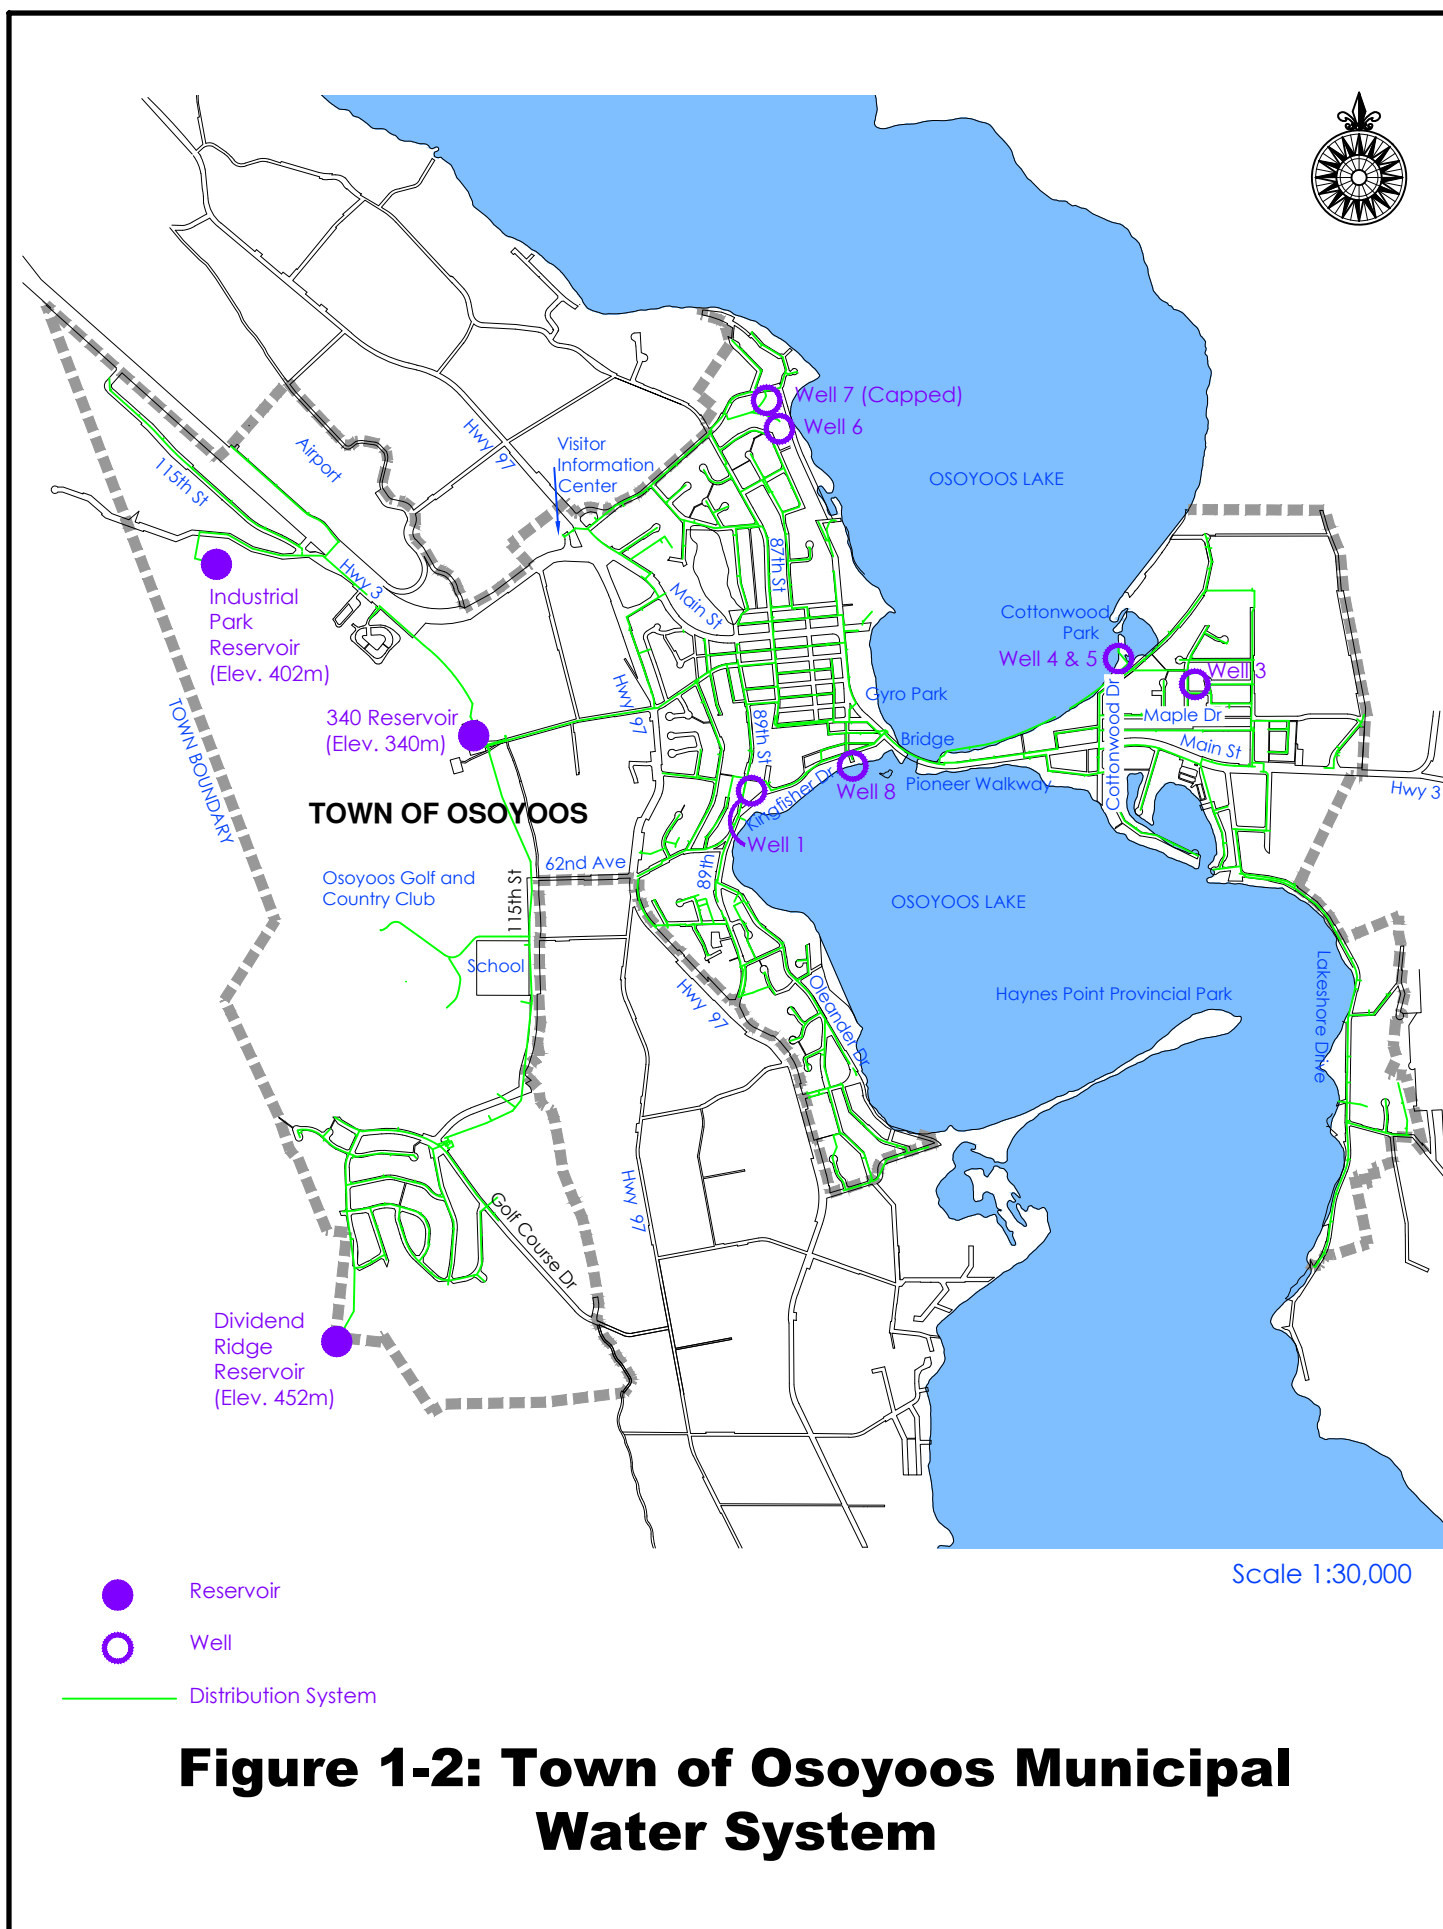 Well 7 (Capped)
Well 6
Hwy 97
Visitor
Information
Center
Airport
115th St
OSOYOOS LAKE
87th St
Hwy 3
Industrial
Park
Reservoir
(Elev. 402m)
Main St
Cottonwood
Park
Well 4 & 5
Well 3
Hwy 97
Gyro Park
Maple Dr
340 Reservoir
(Elev. 340m)
89th St
Bridge
Main St
TOWN BOUNDARY
Cottonwood Dr
Pioneer Walkway
Hwy 3
Well 8
Kingfisher Dr
TOWN OF OSOYOOS
Well 1
62nd Ave
89th
Osoyoos Golf and
Country Club
115th St
OSOYOOS LAKE
School
Hwy 97
Oleander Dr
Haynes Point Provincial Park
Lakeshore Drive
Hwy 97
Golf Course Dr
Dividend
Ridge
Reservoir
(Elev. 452m)
Scale 1:30,000
Reservoir
Well
Distribution System
Figure 1-2: Town of Osoyoos Municipal
Water System